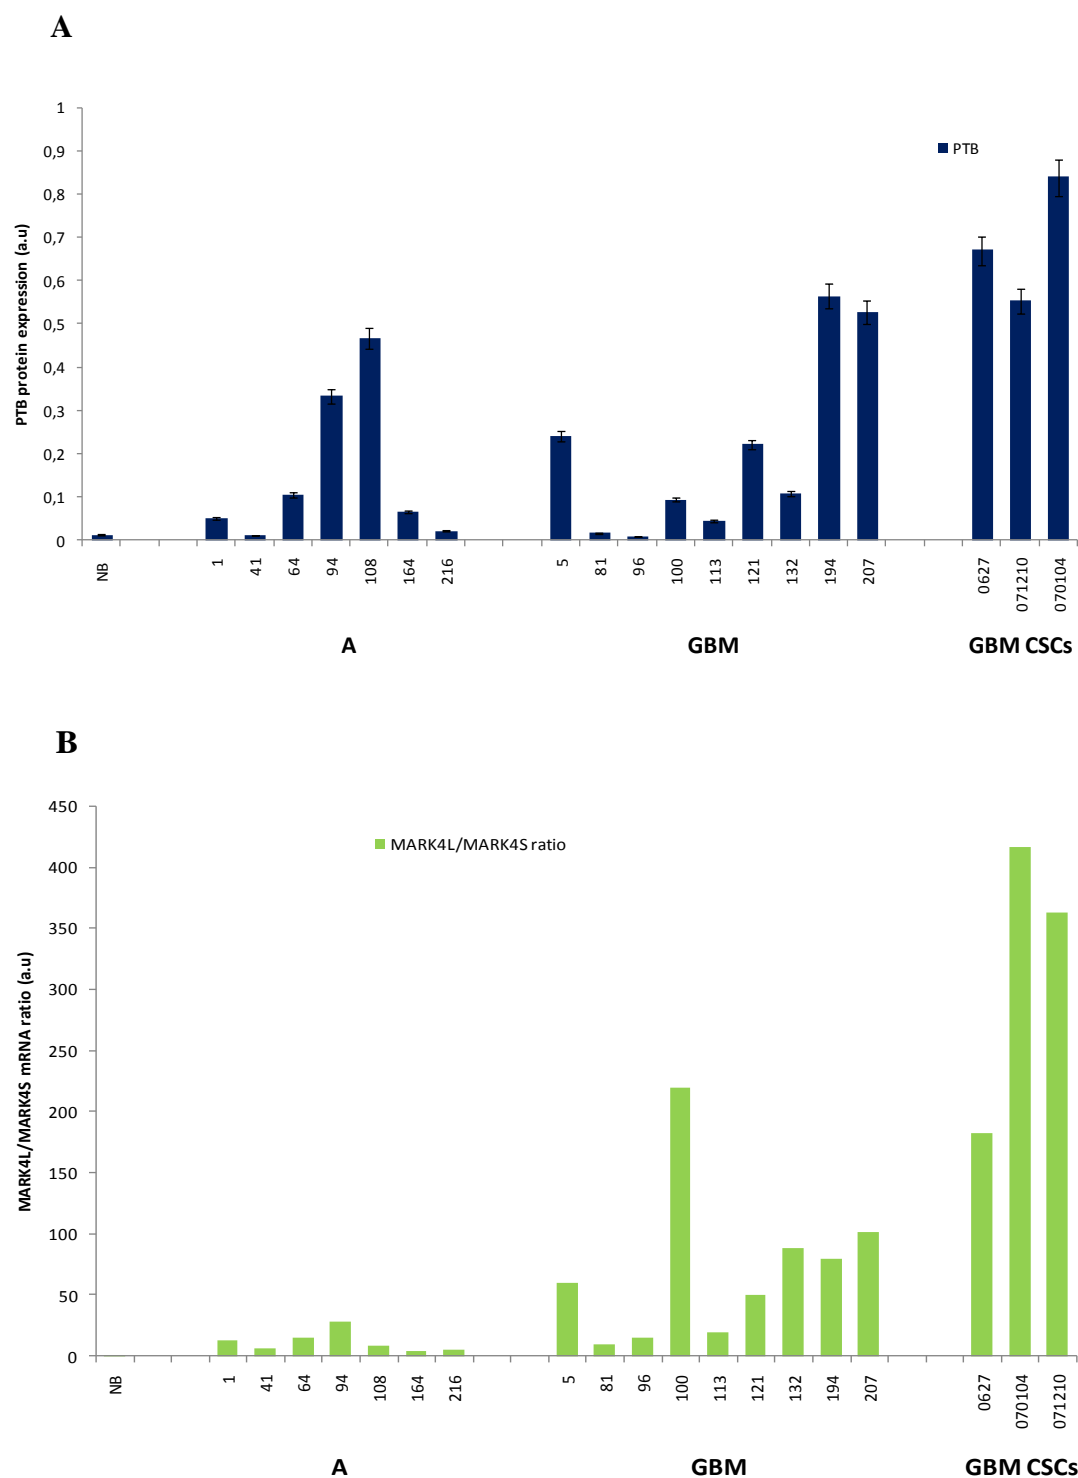 A
PTB protein expression (a.u)
1
0,9
0,8
0,7
0,6
0,5
0,4
0,3
0,2
0,1
0
PTB
NB 1 41 64 94 108 164 216 5 81 96 100 113 121 132 194 207 0627 071210 070104
A GBM GBM CSCs
B
MARK4L/MARK4S mRNA ratio (a.u)
450
400
350
300
250
200
150
100
50
0
MARK4L/MARK4S ratio
NB 1 41 64 94 108 164 216 5 81 96 100 113 121 132 194 207 0627 070104 071210
A GBM GBM CSCs